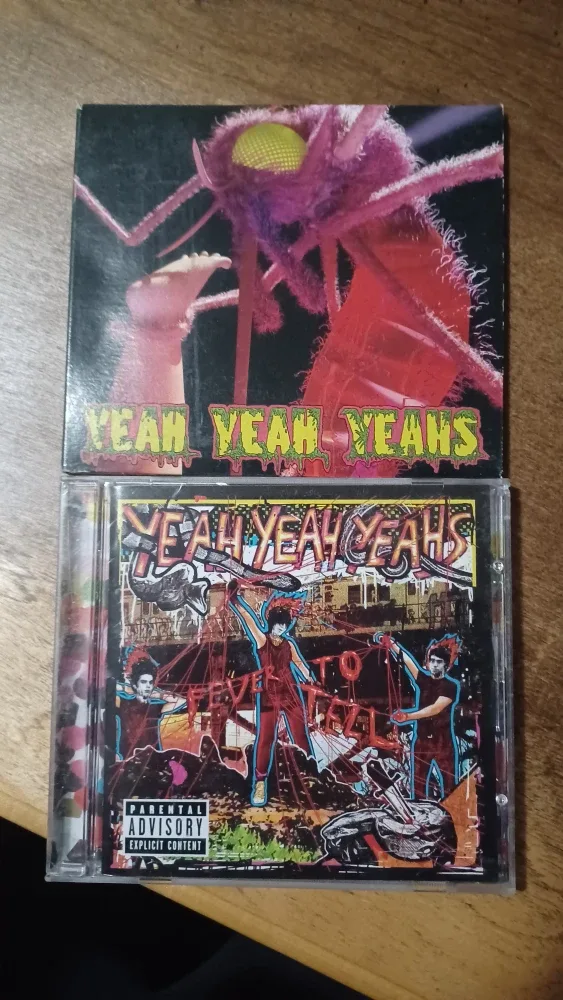 YEAH YEAH YEAHS
YEAH YEAH YEAHS
FEVER TO
TELL
PARENTAL
ADVISORY
EXPLICIT CONTENT